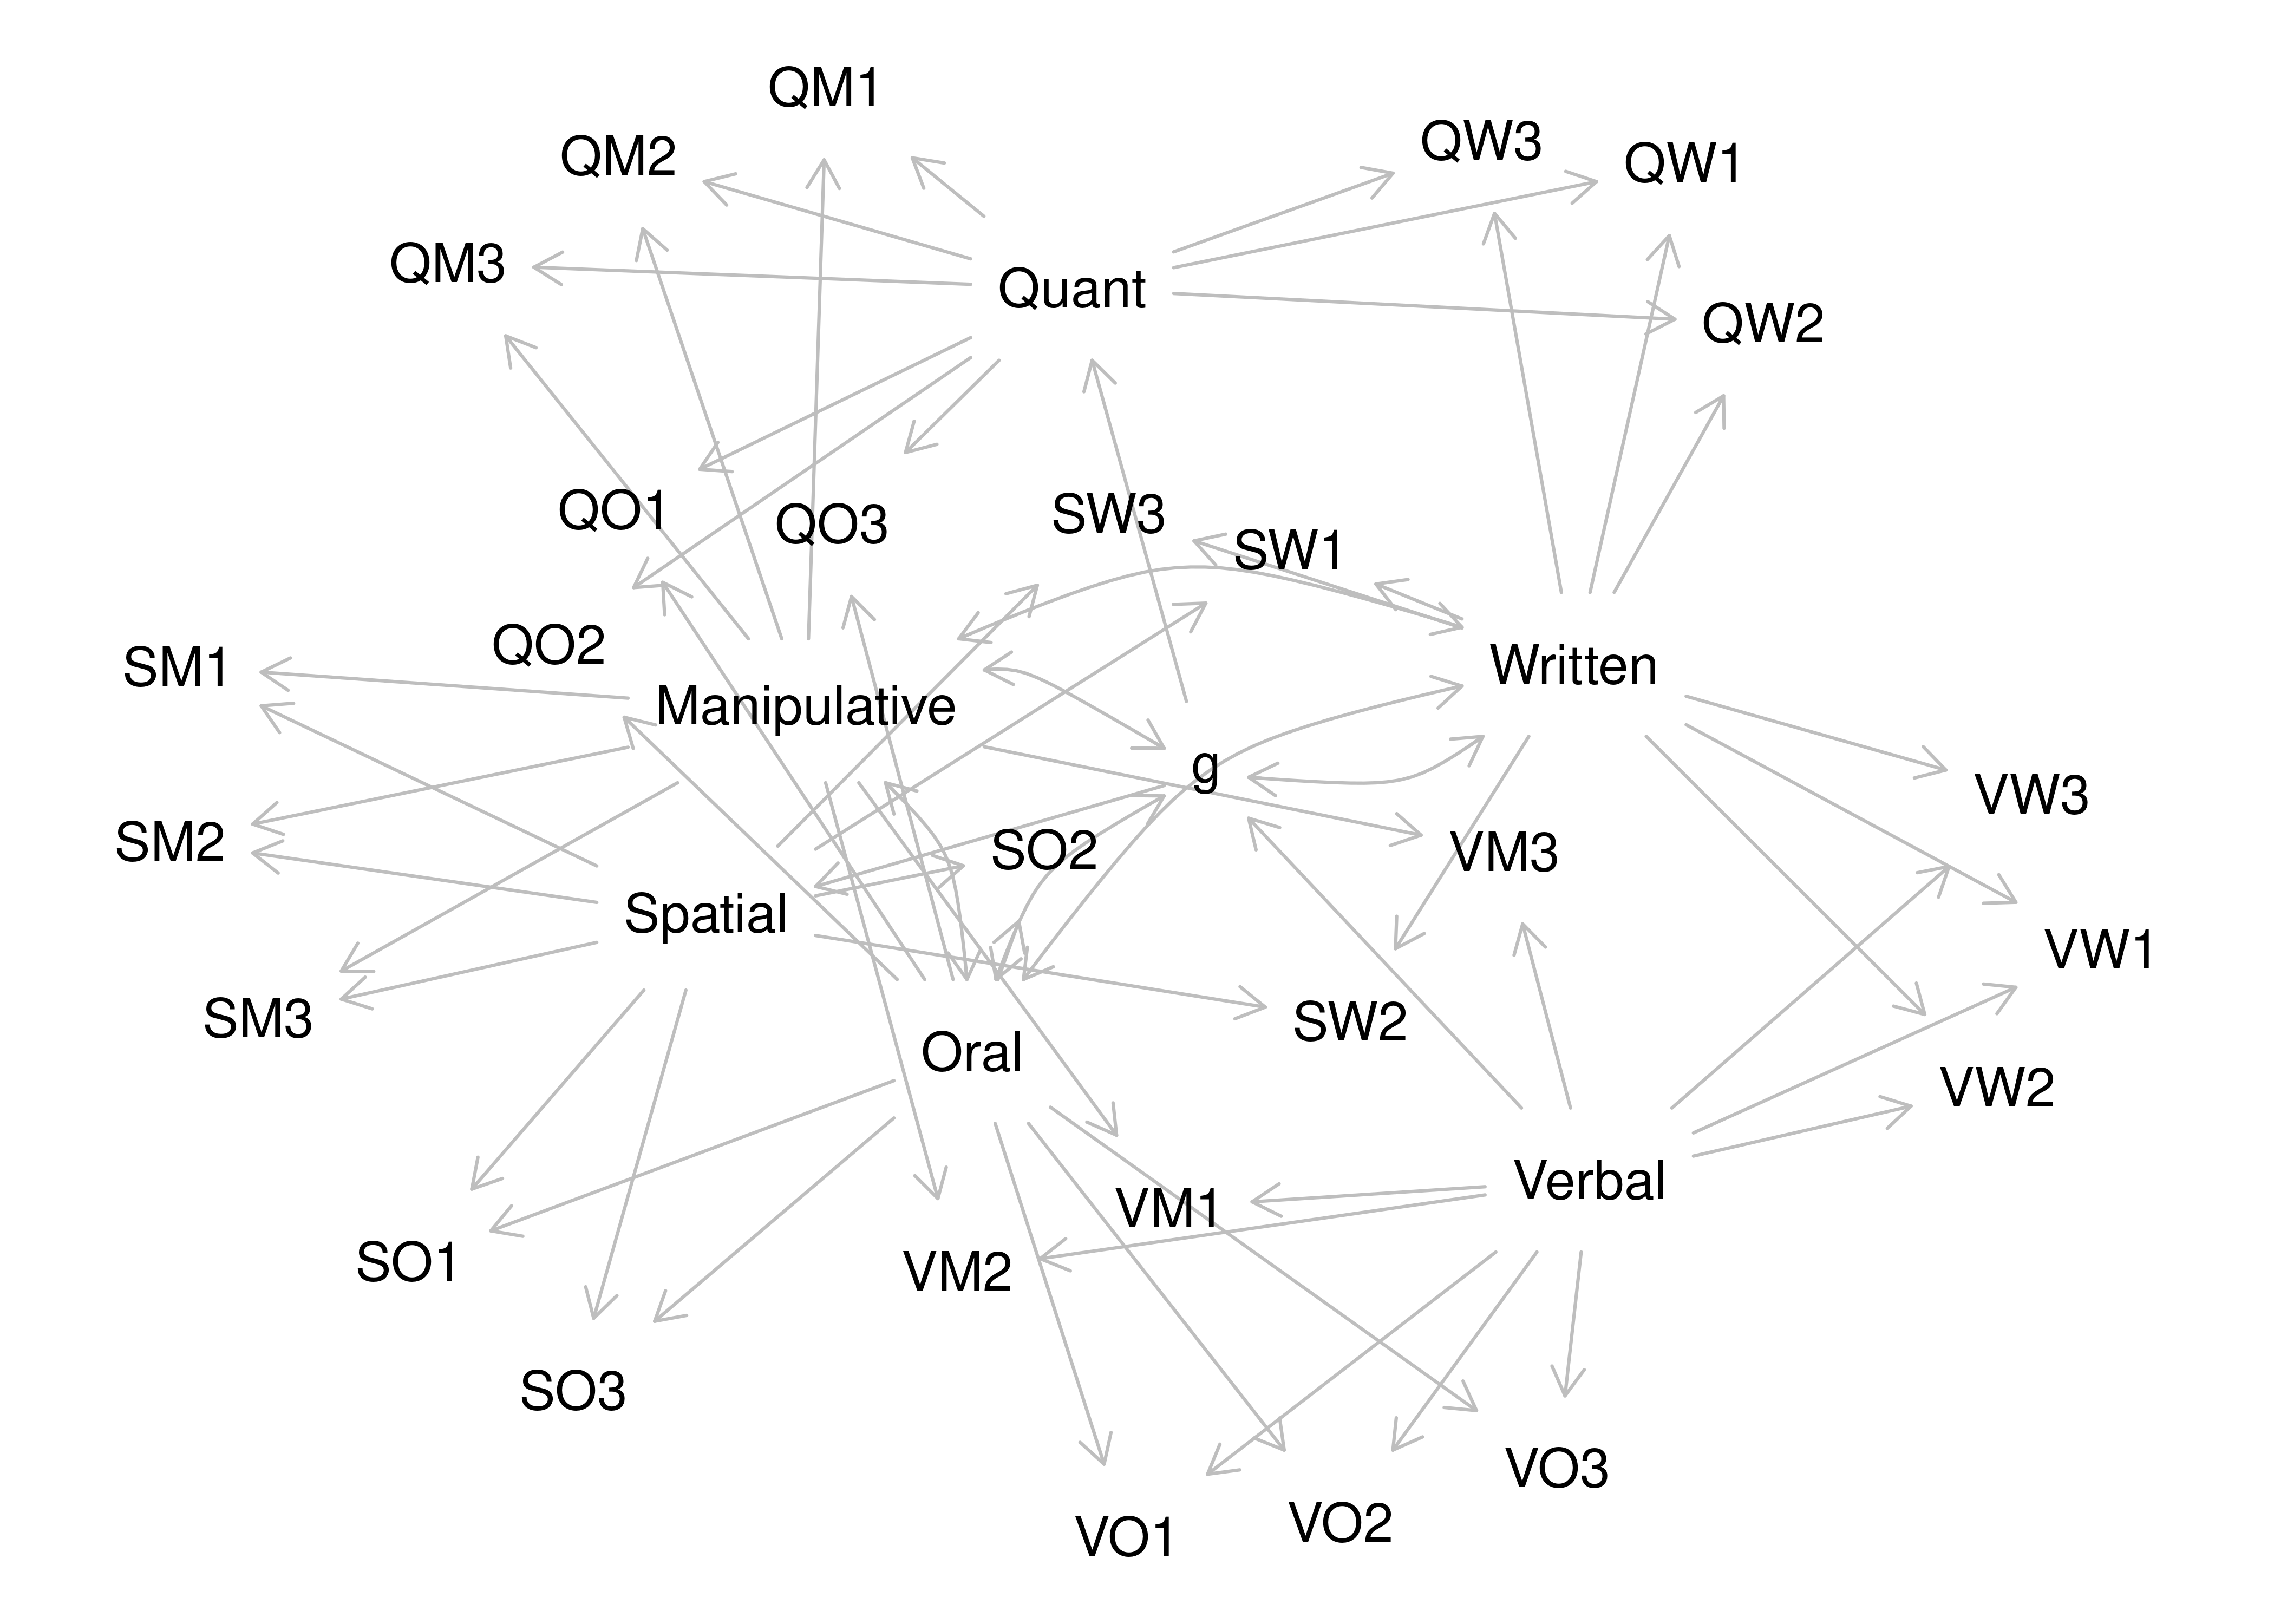 QM1
QM2
QW3
QW1
QM3
Quant
QW2
QO1
QO3
SW3
SW1
QO2
SM1
Written
Manipulative
g
VW3
SM2
SO2
VM3
Spatial
VW1
SM3
SW2
Oral
VW2
Verbal
VM1
SO1
VM2
SO3
VO3
VO2
VO1